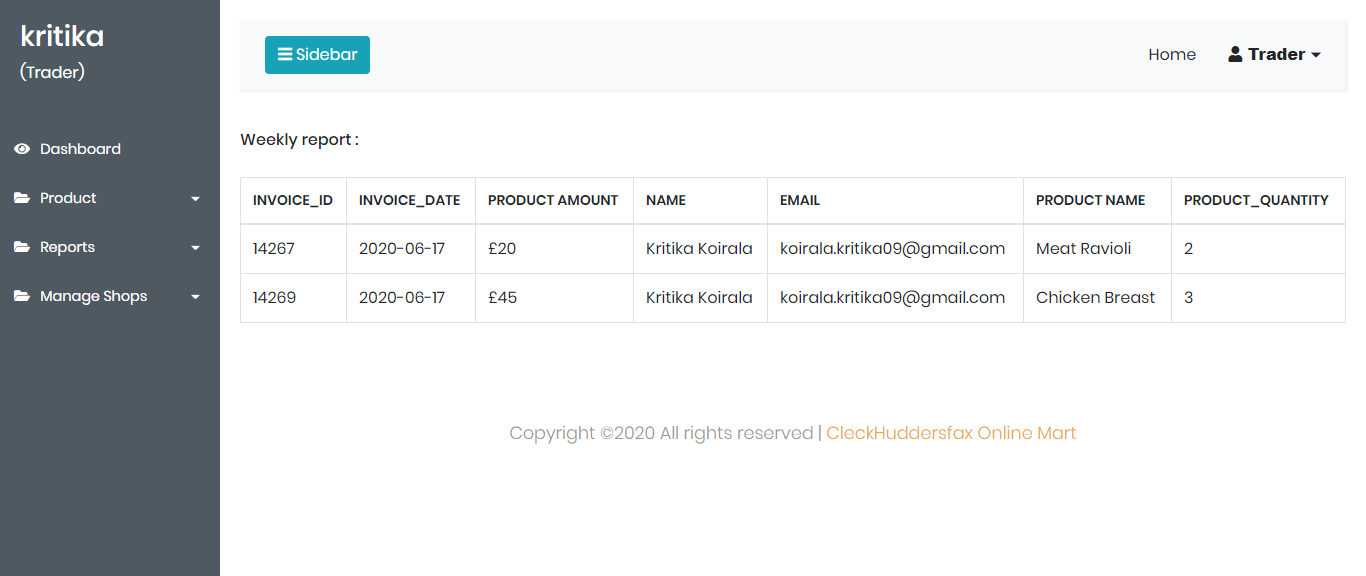 kritika
(Trader)
Dashboard
Product
Reports
Manage Shops
Sidebar
Home
Trader
Weekly report :
INVOICE_ID INVOICE_DATE PRODUCT AMOUNT NAME EMAIL PRODUCT NAME PRODUCT_QUANTITY
14267 2020-06-17 £20 Kritika Koirala koirala.kritika09@gmail.com Meat Ravioli 2
14269 2020-06-17 £45 Kritika Koirala koirala.kritika09@gmail.com Chicken Breast 3
Copyright ©2020 All rights reserved | CleckHuddersfax Online Mart